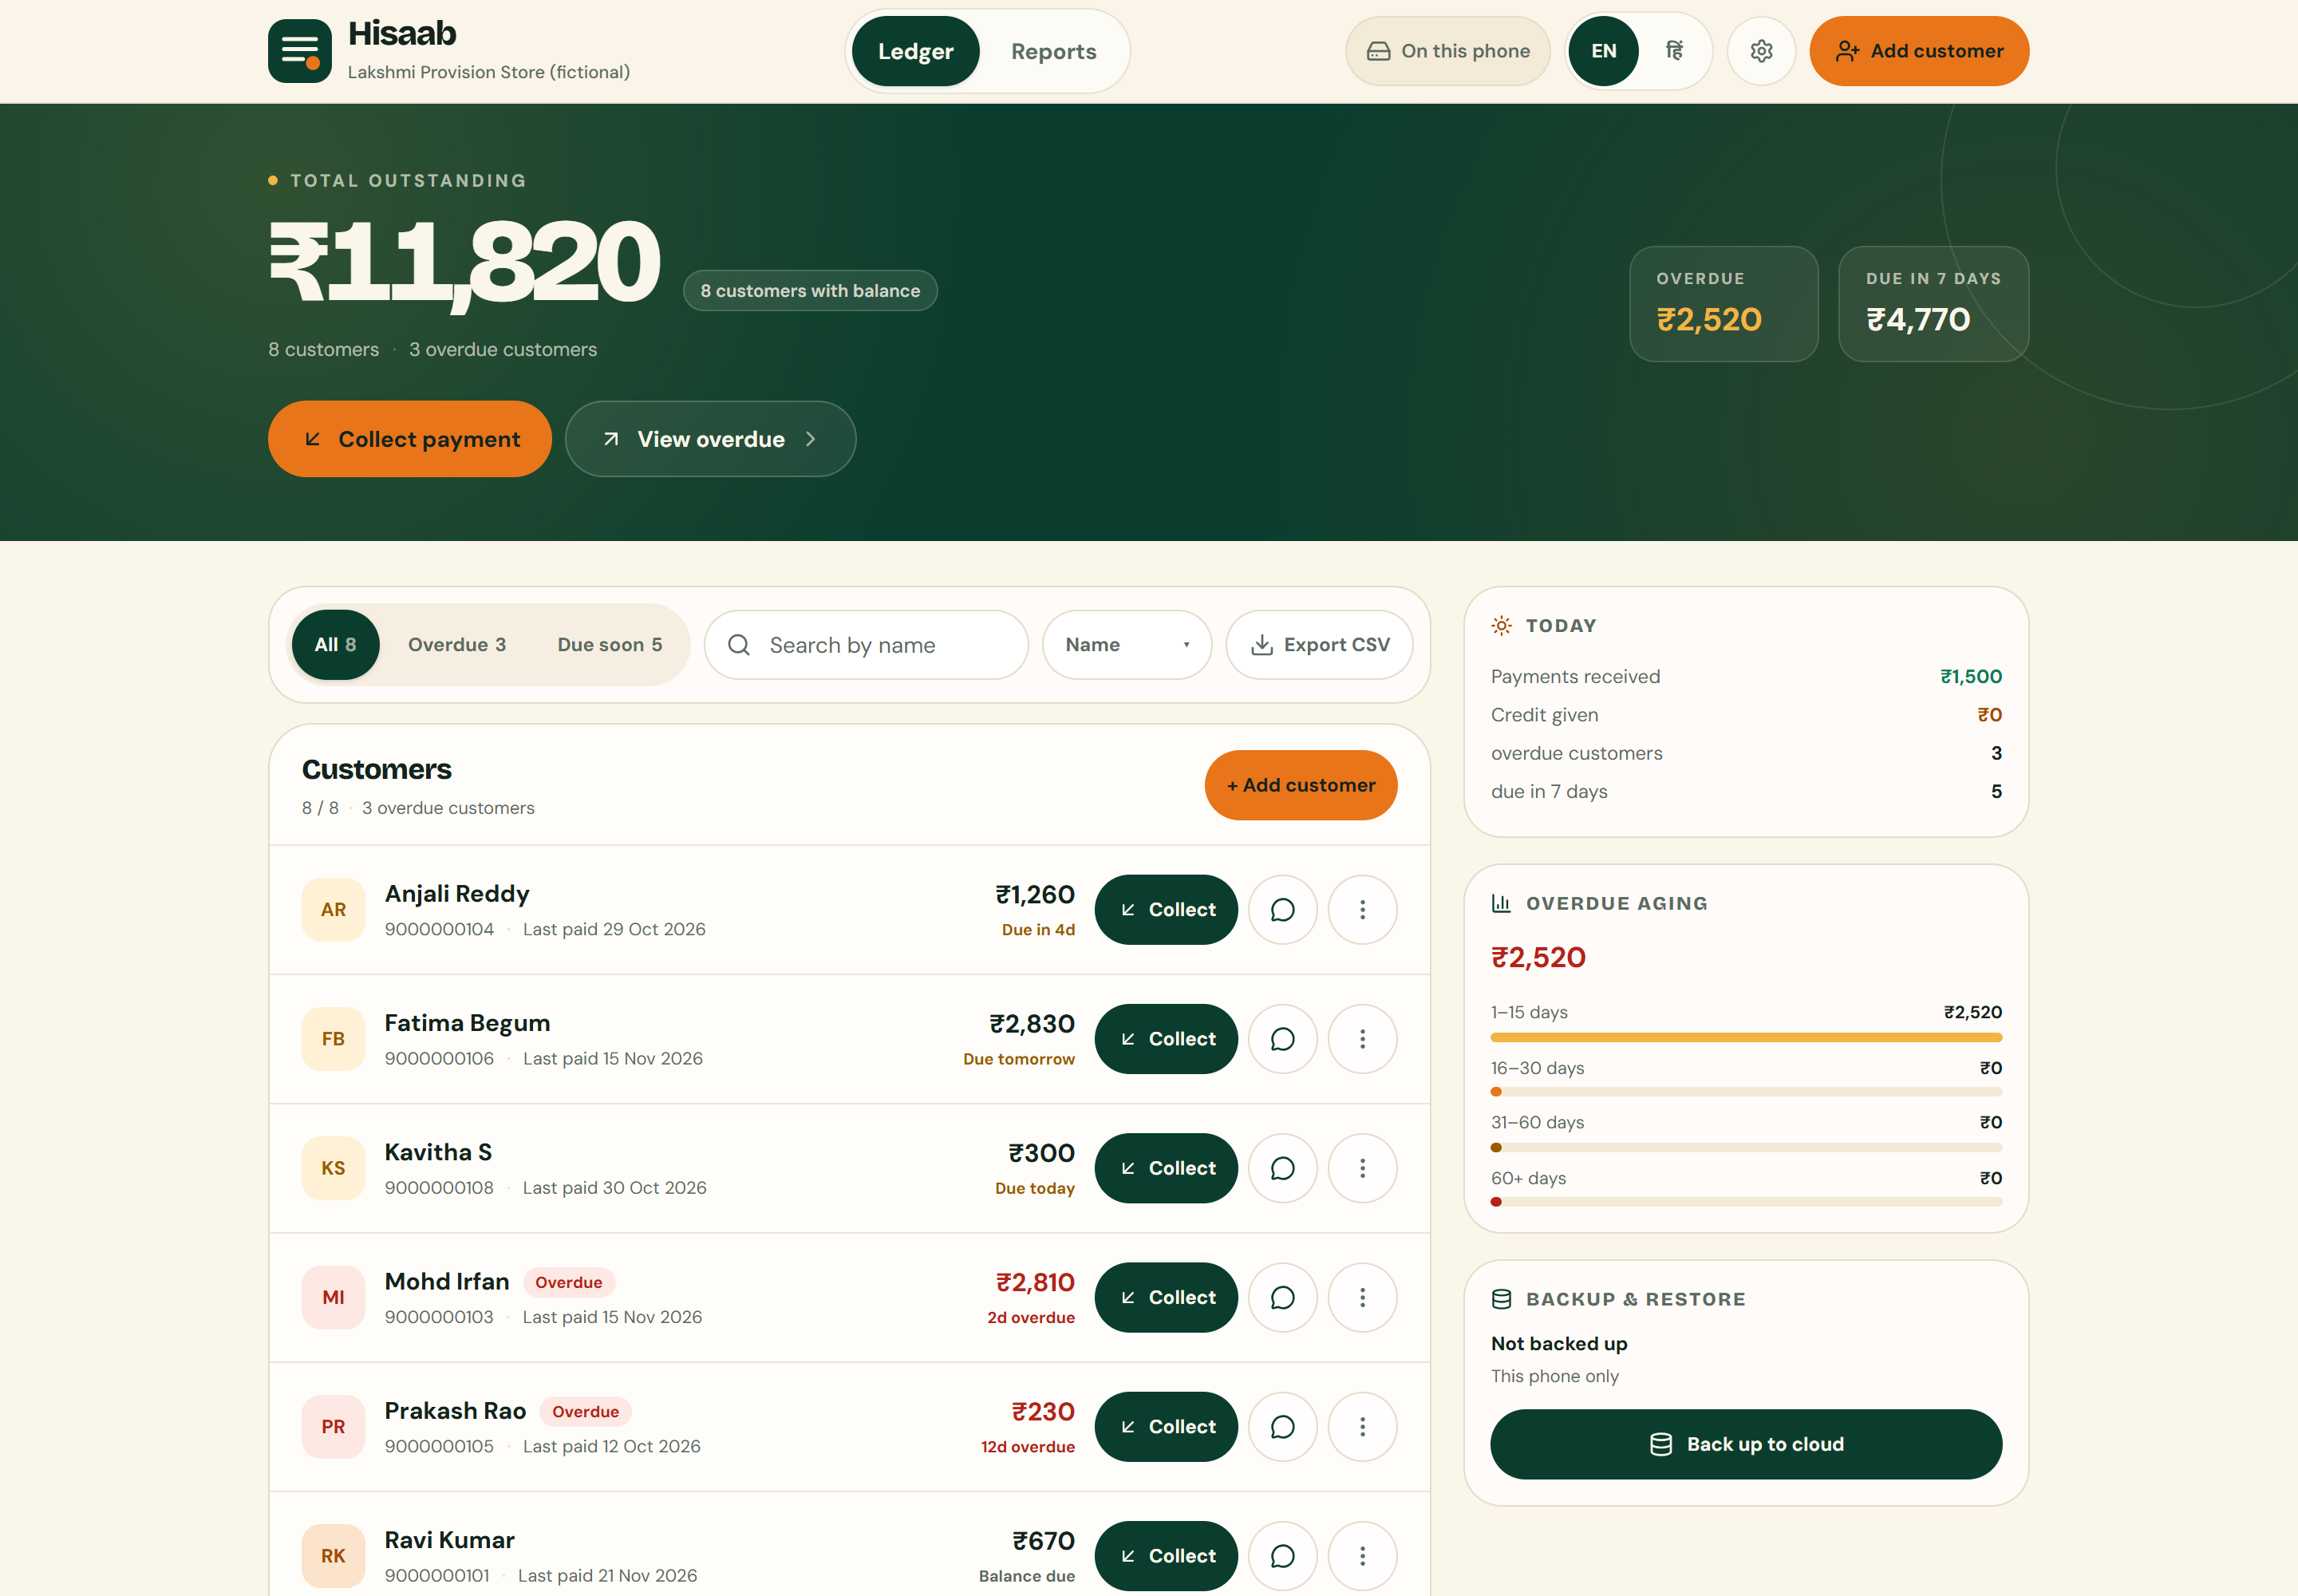 Hisaab
Lakshmi Provision Store (fictional)
Ledger
Reports
On this phone
EN
हिं
Add customer
TOTAL OUTSTANDING
₹11,820
8 customers with balance
8 customers · 3 overdue customers
Collect payment
View overdue
OVERDUE
₹2,520
DUE IN 7 DAYS
₹4,770
All 8
Overdue 3
Due soon 5
Search by name
Name
Export CSV
Customers
8 / 8 · 3 overdue customers
+ Add customer
AR
Anjali Reddy
9000000104 · Last paid 29 Oct 2026
₹1,260
Due in 4d
Collect
FB
Fatima Begum
9000000106 · Last paid 15 Nov 2026
₹2,830
Due tomorrow
Collect
KS
Kavitha S
9000000108 · Last paid 30 Oct 2026
₹300
Due today
Collect
MI
Mohd Irfan
Overdue
9000000103 · Last paid 15 Nov 2026
₹2,810
2d overdue
Collect
PR
Prakash Rao
Overdue
9000000105 · Last paid 12 Oct 2026
₹230
12d overdue
Collect
RK
Ravi Kumar
9000000101 · Last paid 21 Nov 2026
₹670
Balance due
Collect
TODAY
Payments received ₹1,500
Credit given ₹0
overdue customers 3
due in 7 days 5
OVERDUE AGING
₹2,520
1–15 days ₹2,520
16–30 days ₹0
31–60 days ₹0
60+ days ₹0
BACKUP & RESTORE
Not backed up
This phone only
Back up to cloud